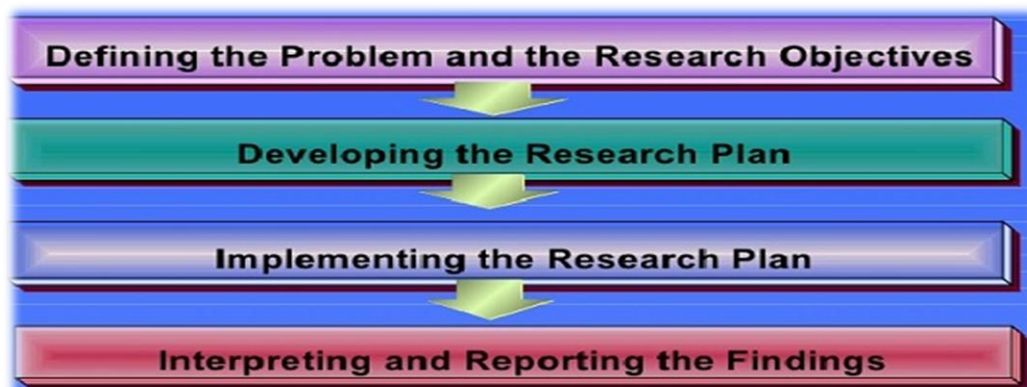 Defining the Problem and the Research Objectives
Developing the Research Plan
Implementing the Research Plan
Interpreting and Reporting the Findings